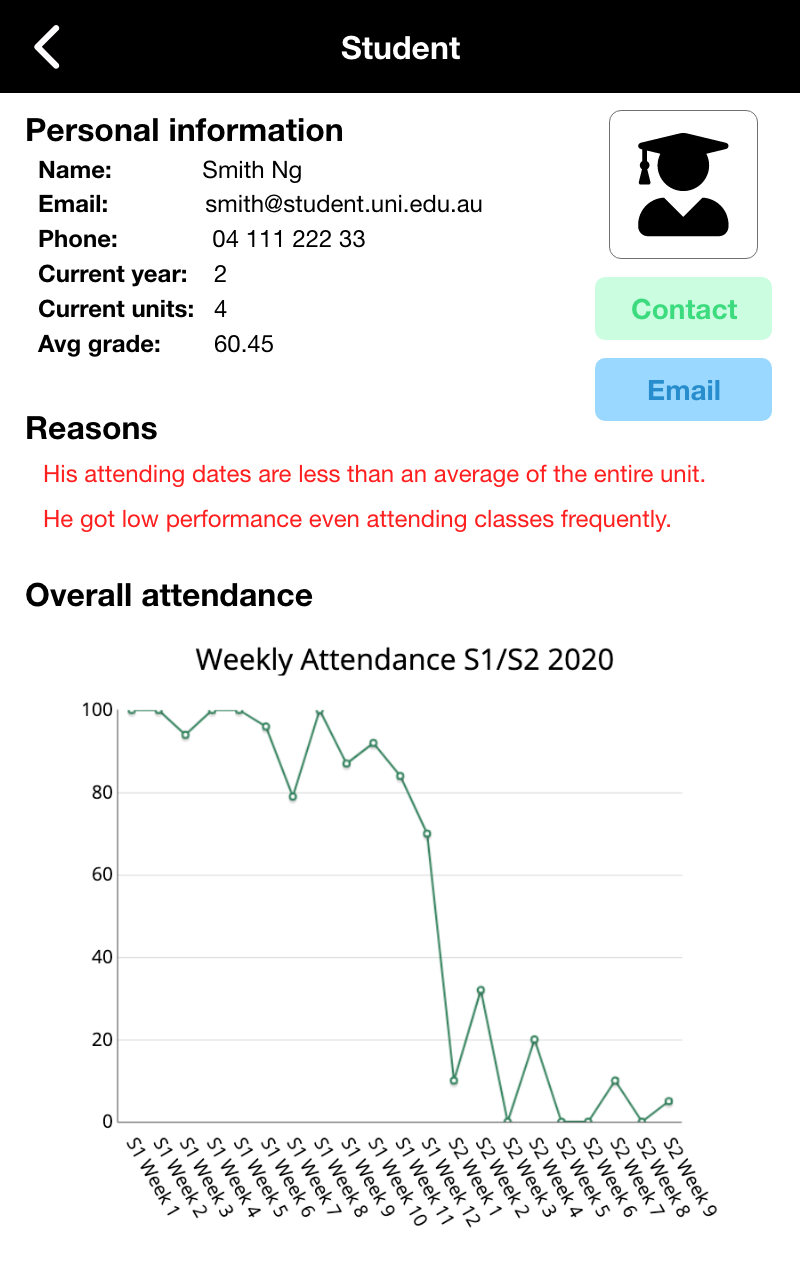 Student
Personal information
Name: Smith Ng
Email: smith@student.uni.edu.au
Phone: 04 111 222 33
Current year: 2
Current units: 4
Avg grade: 60.45
Contact
Email
Reasons
His attending dates are less than an average of the entire unit.
He got low performance even attending classes frequently.
Overall attendance
Weekly Attendance S1/S2 2020
100
80
60
40
20
0
S1 Week 1
S1 Week 2
S1 Week 3
S1 Week 4
S1 Week 5
S1 Week 6
S1 Week 7
S1 Week 8
S1 Week 9
S1 Week 10
S1 Week 11
S1 Week 12
S2 Week 1
S2 Week 2
S2 Week 3
S2 Week 4
S2 Week 5
S2 Week 6
S2 Week 7
S2 Week 8
S2 Week 9